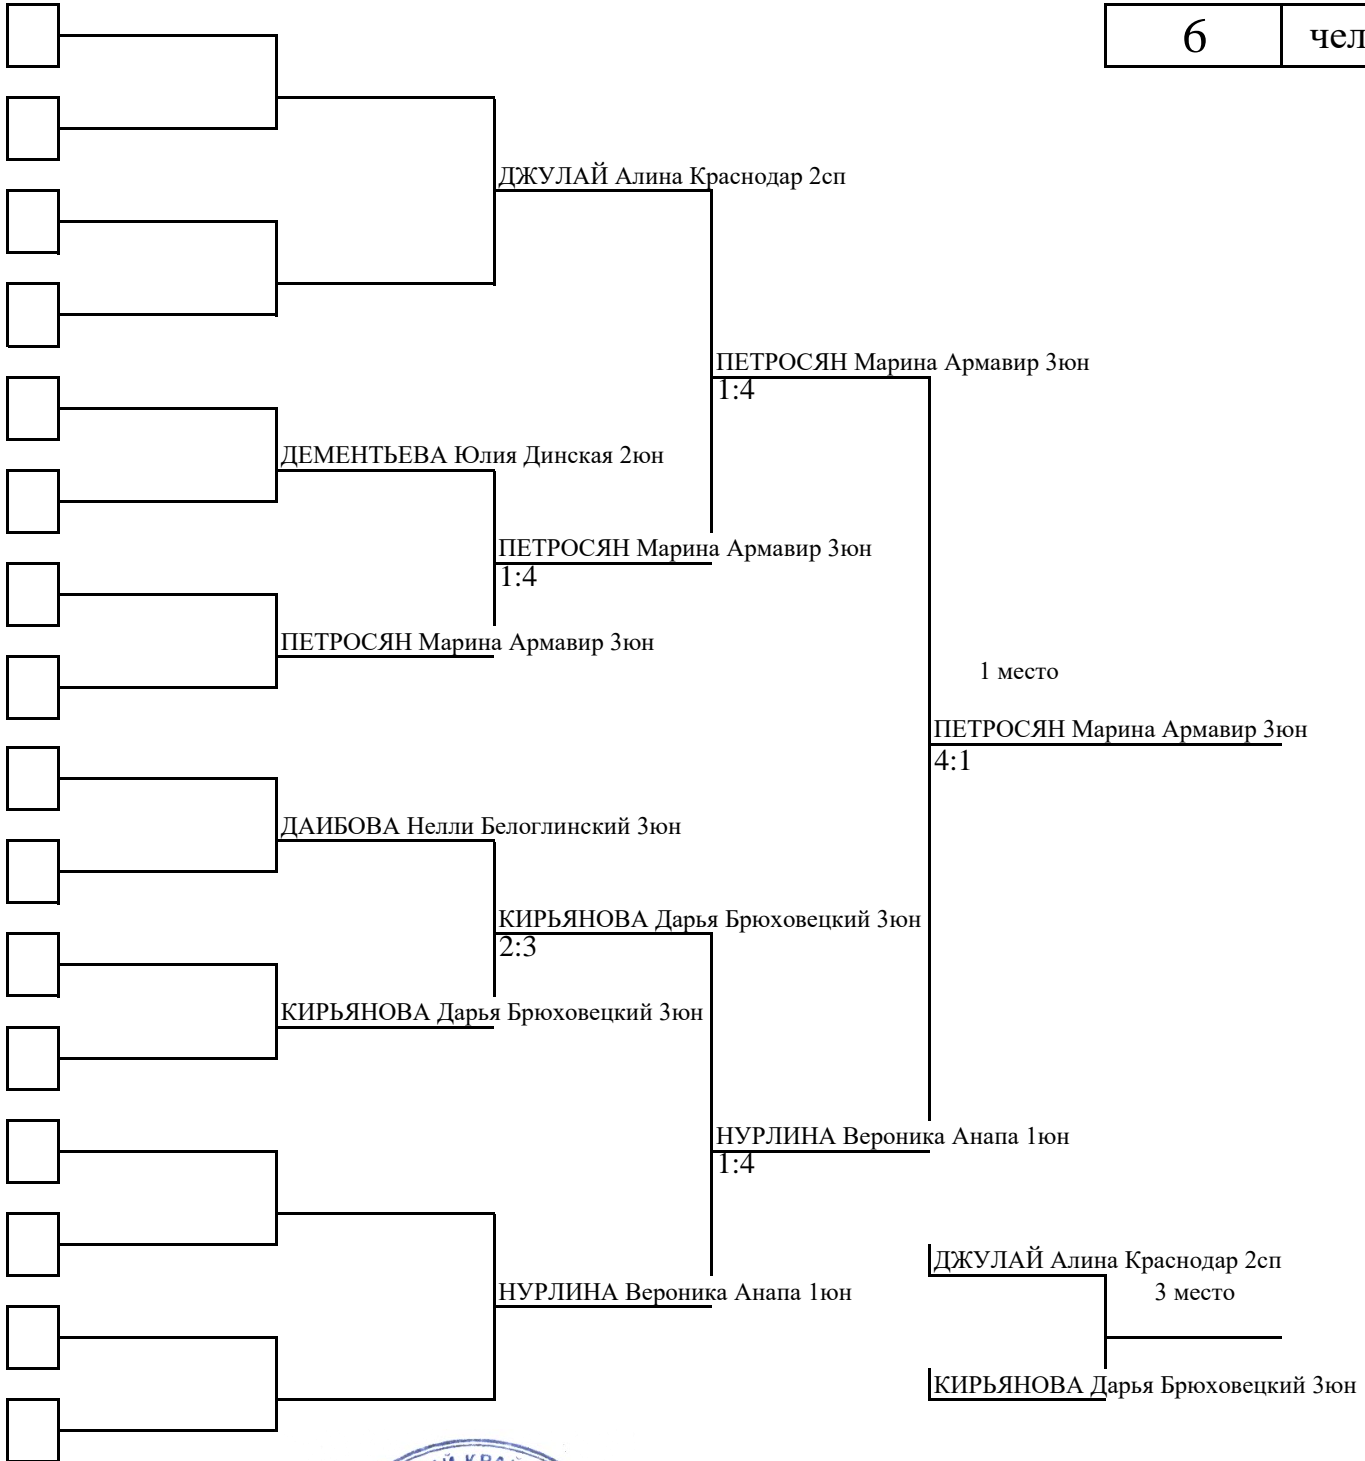 6 чел
ДЖУЛАЙ Алина Краснодар 2сп
ПЕТРОСЯН Марина Армавир 3юн
1:4
ДЕМЕНТЬЕВА Юлия Динская 2юн
ПЕТРОСЯН Марина Армавир 3юн
1:4
ПЕТРОСЯН Марина Армавир 3юн
1 место
ПЕТРОСЯН Марина Армавир 3юн
4:1
ДАИБОВА Нелли Белоглинский 3юн
КИРЬЯНОВА Дарья Брюховецкий 3юн
2:3
КИРЬЯНОВА Дарья Брюховецкий 3юн
НУРЛИНА Вероника Анапа 1юн
1:4
ДЖУЛАЙ Алина Краснодар 2сп
НУРЛИНА Вероника Анапа 1юн
3 место
КИРЬЯНОВА Дарья Брюховецкий 3юн